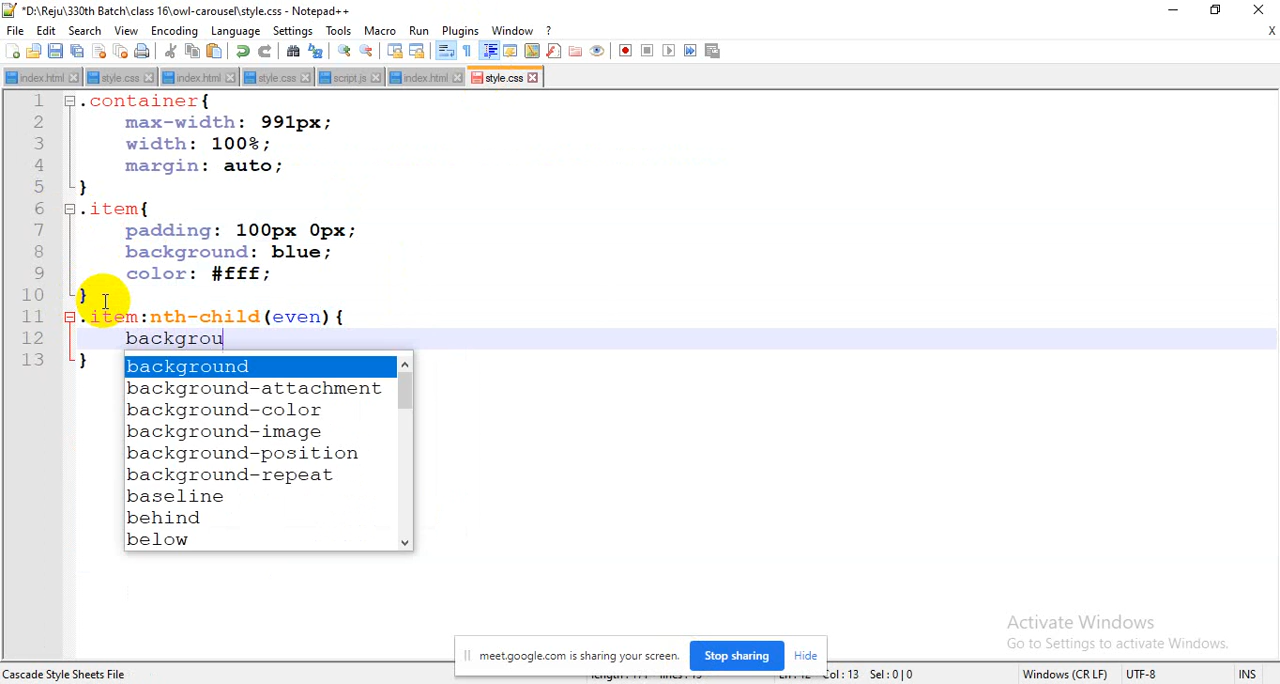 *D:\Reju\330th Batch\class 16\owl-carousel\style.css - Notepad++
File Edit Search View Encoding Language Settings Tools Macro Run Plugins Window ? X
index.html style.css index.html style.css script.js index.html style.css
1 .container{
2 max-width: 991px;
3 width: 100%;
4 margin: auto;
5 }
6 .item{
7 padding: 100px 0px;
8 background: blue;
9 color: #fff;
10 }
11 .item:nth-child(even){
12 backgrou
13 }
background
background-attachment
background-color
background-image
background-position
background-repeat
baseline
behind
below
Activate Windows
Go to Settings to activate Windows.
meet.google.com is sharing your screen. Stop sharing Hide
Cascade Style Sheets File Col : 13 Sel : 0 | 0 Windows (CR LF) UTF-8 INS